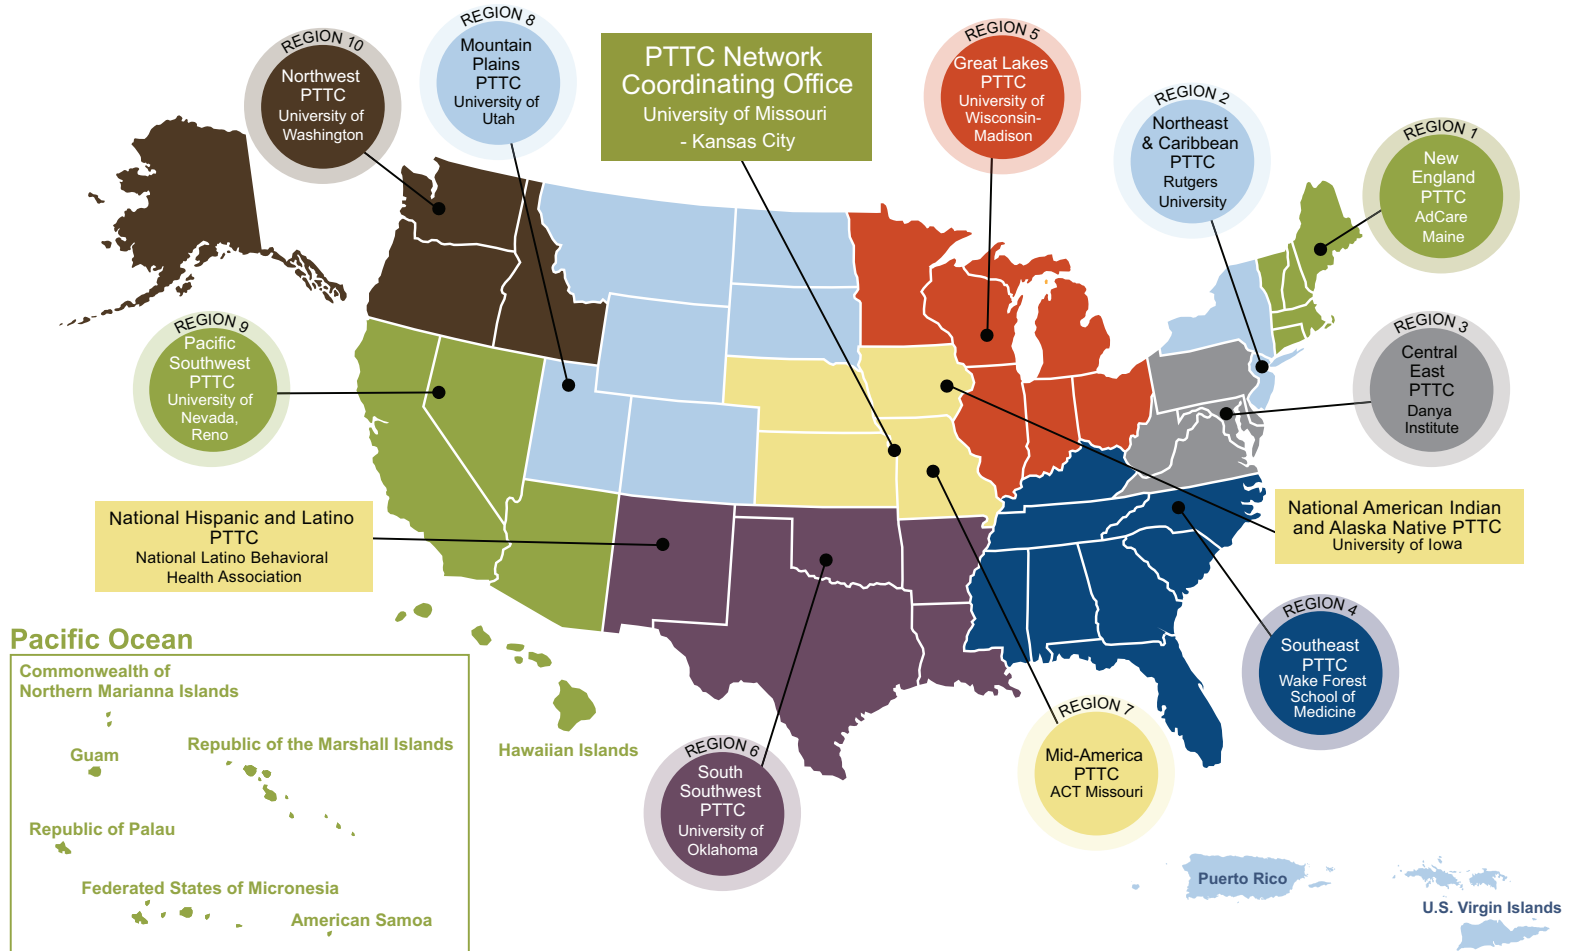 REGION 10
Northwest
PTTC
University of
Washington
REGION 8
Mountain
Plains
PTTC
University of
Utah
PTTC Network
Coordinating Office
University of Missouri
- Kansas City
REGION 5
Great Lakes
PTTC
University of
Wisconsin-
Madison
REGION 2
Northeast
& Caribbean
PTTC
Rutgers
University
REGION 1
New
England
PTTC
AdCare
Maine
REGION 9
Pacific
Southwest
PTTC
University of
Nevada,
Reno
REGION 3
Central
East
PTTC
Danya
Institute
National Hispanic and Latino
PTTC
National Latino Behavioral
Health Association
National American Indian
and Alaska Native PTTC
University of Iowa
REGION 4
Southeast
PTTC
Wake Forest
School of
Medicine
REGION 7
Mid-America
PTTC
ACT Missouri
REGION 6
South
Southwest
PTTC
University of
Oklahoma
Hawaiian Islands
Pacific Ocean
Commonwealth of
Northern Marianna Islands
Guam
Republic of the Marshall Islands
Republic of Palau
Federated States of Micronesia
American Samoa
Puerto Rico
U.S. Virgin Islands